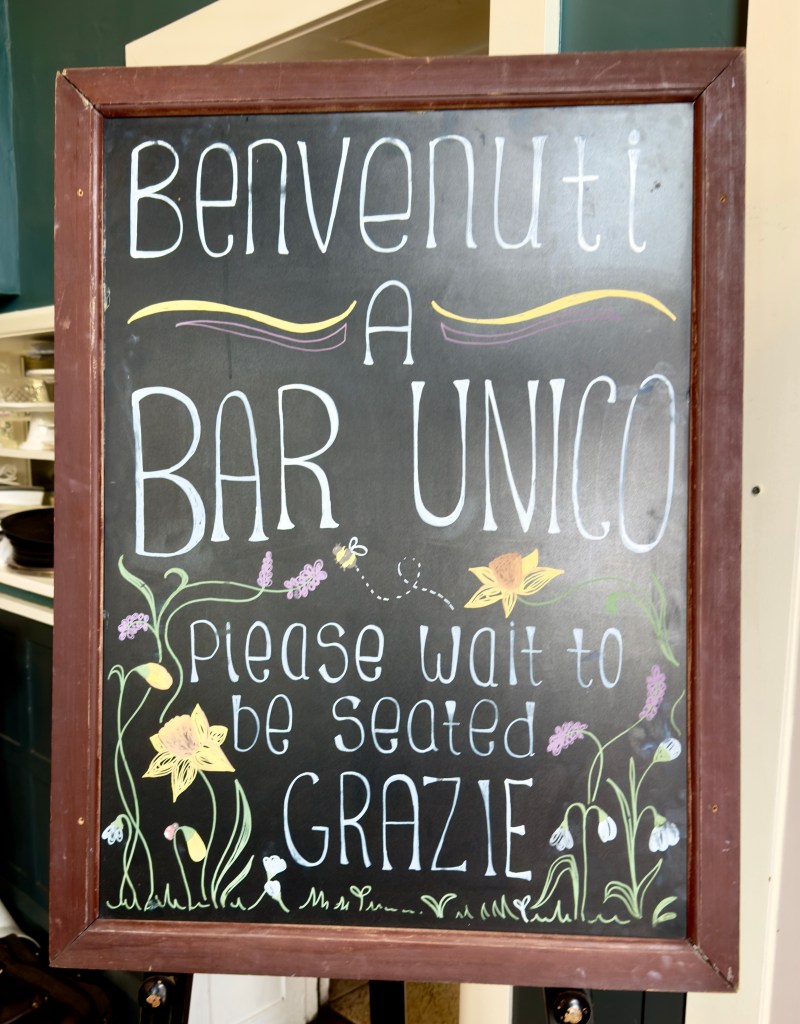 Benvenuti
A
BAR UNICO
Please wait to
be seated
GRAZIE